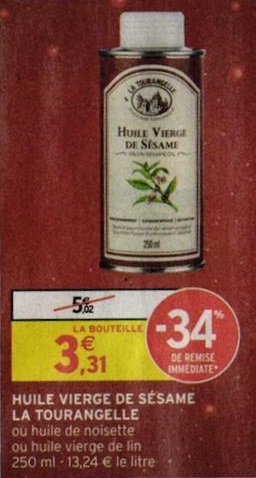 LA TOURANGELLE
HUILE VIERGE
DE SÉSAME
250 ml
5€,02
LA BOUTEILLE
3€,31
-34%
DE REMISE
IMMÉDIATE*
HUILE VIERGE DE SÉSAME
LA TOURANGELLE
ou huile de noisette
ou huile vierge de lin
250 ml - 13,24 € le litre